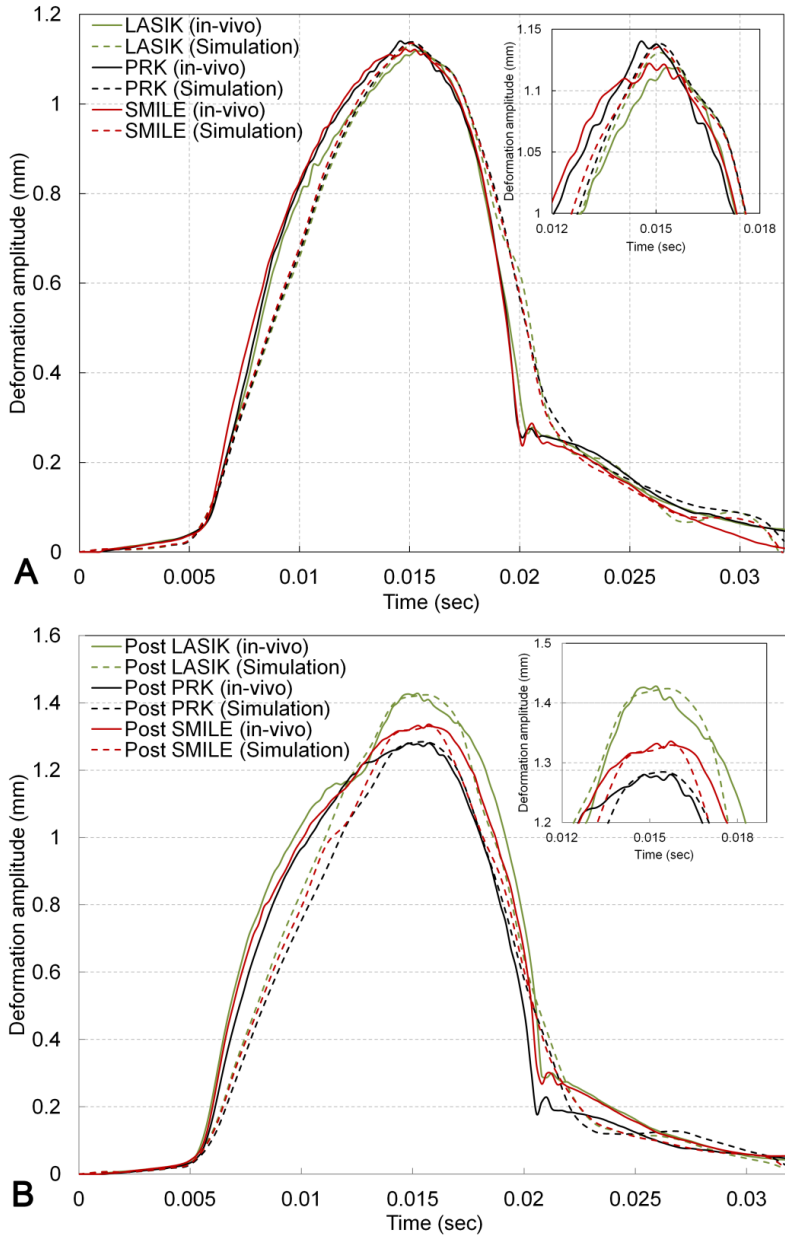 LASIK (in-vivo)
LASIK (Simulation)
PRK (in-vivo)
PRK (Simulation)
SMILE (in-vivo)
SMILE (Simulation)
Deformation amplitude (mm)
1.2
1
0.8
0.6
0.4
0.2
0
0
0.005
0.01
0.015
0.02
0.025
0.03
Time (sec)
Deformation amplitude (mm)
1.15
1.1
1.05
1
0.012
0.015
0.018
Time (sec)
A
Post LASIK (in-vivo)
Post LASIK (Simulation)
Post PRK (in-vivo)
Post PRK (Simulation)
Post SMILE (in-vivo)
Post SMILE (Simulation)
Deformation amplitude (mm)
1.6
1.4
1.2
1
0.8
0.6
0.4
0.2
0
0
0.005
0.01
0.015
0.02
0.025
0.03
Time (sec)
Deformation amplitude (mm)
1.5
1.4
1.3
1.2
0.012
0.015
0.018
Time (sec)
B